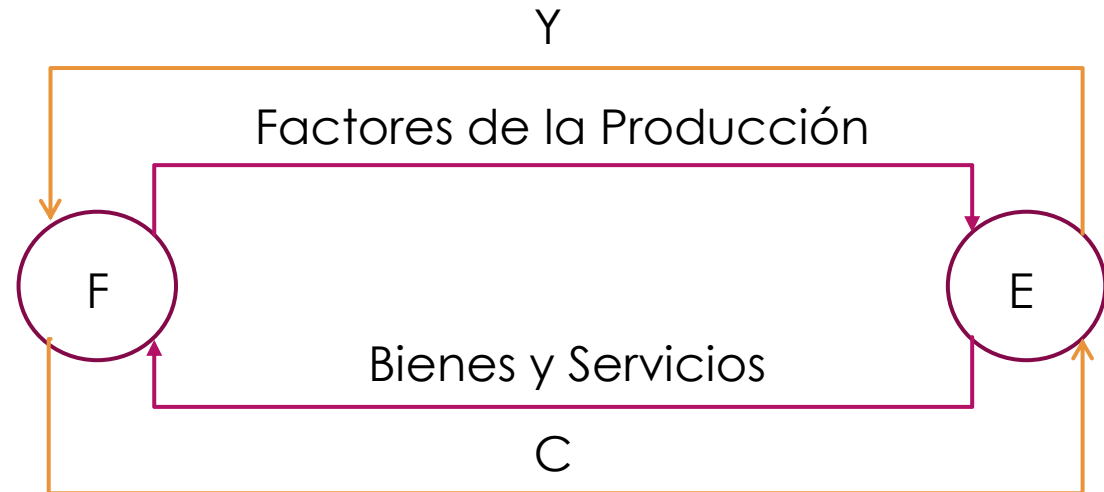 Y
Factores de la Producción
F
E
Bienes y Servicios
C